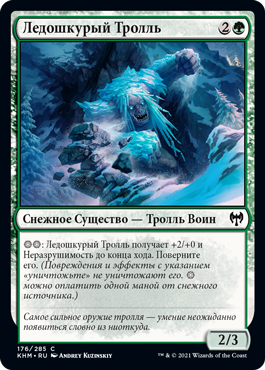 Ледошкурый Тролль 2
Снежное Существо — Тролль Воин
: Ледошкурый Тролль получает +2/+0 и
Неразрушимость до конца хода. Поверните
его. (Повреждения и эффекты с указанием
«уничтожьте» не уничтожают его.
можно оплатить одной маной от снежного
источника.)
Самое сильное оружие тролля — умение неожиданно
появиться словно из ниоткуда.
2/3
176/285 C
KHM • RU Andrey Kuzinskiy
™ & © 2021 Wizards of the Coast